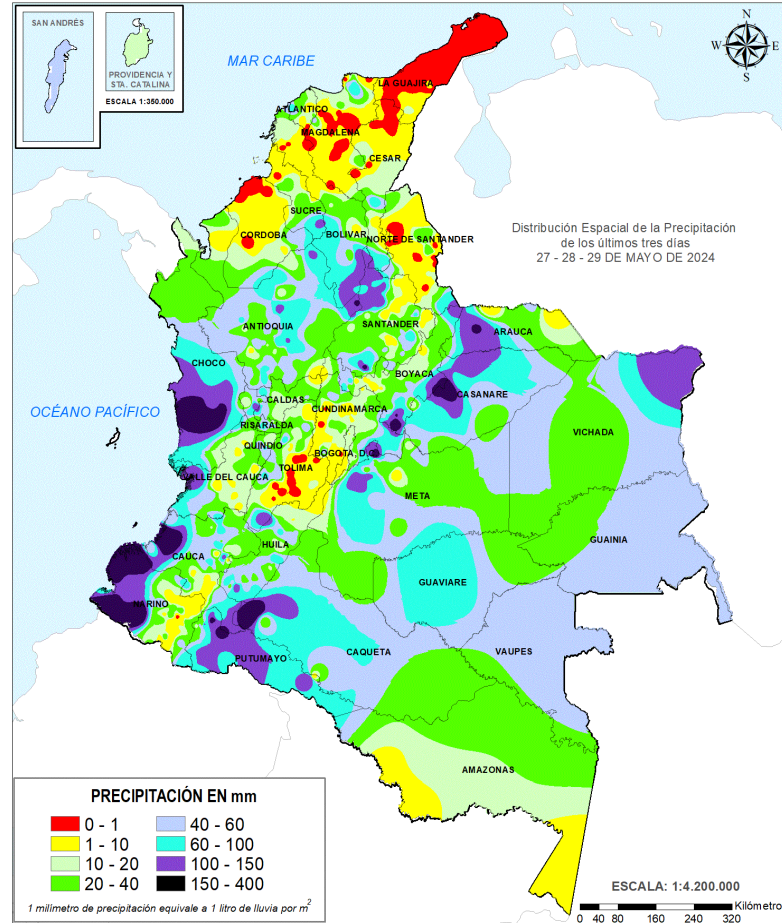 SAN ANDRÉS
PROVIDENCIA Y
STA. CATALINA
ESCALA 1:350.000
MAR CARIBE
N
W
E
S
LA GUAJIRA
ATLANTICO
MAGDALENA
CESAR
SUCRE
CORDOBA
BOLIVAR
NORTE DE SANTANDER
Distribución Espacial de la Precipitación
de los últimos tres días
27 - 28 - 29 DE MAYO DE 2024
ANTIOQUIA
SANTANDER
ARAUCA
CHOCO
BOYACA
CASANARE
OCÉANO PACÍFICO
CALDAS
CUNDINAMARCA
RISARALDA
VICHADA
QUINDIO
BOGOTA, D.C.
TOLIMA
VALLE DEL CAUCA
META
GUAINIA
CAUCA
HUILA
GUAVIARE
NARIÑO
PUTUMAYO
CAQUETA
VAUPES
AMAZONAS
PRECIPITACIÓN EN mm
0 - 1
40 - 60
1 - 10
60 - 100
10 - 20
100 - 150
20 - 40
150 - 400
1 milímetro de precipitación equivale a 1 litro de lluvia por m²
ESCALA: 1:4.200.000
Kilómetro
0 40 80 160 240 320